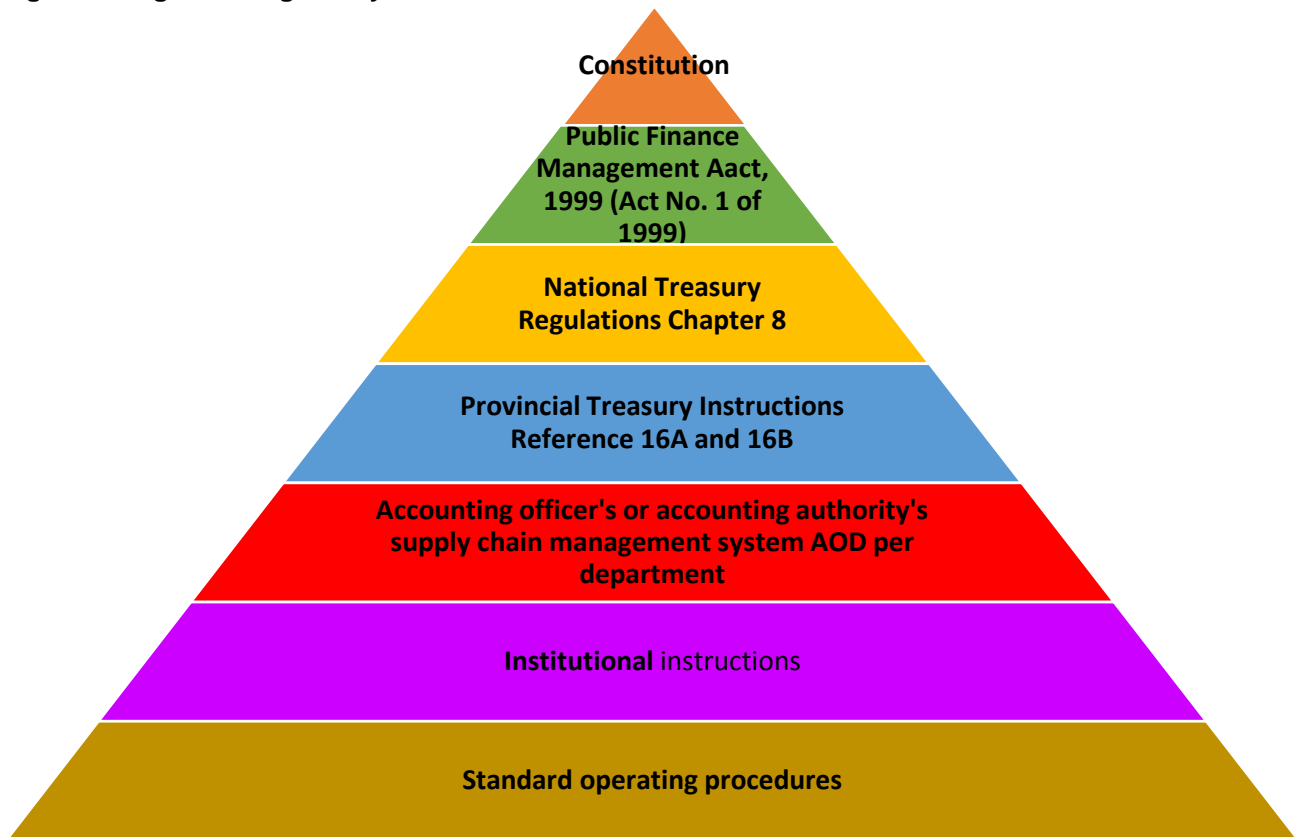 Constitution
Public Finance
Management Aact,
1999 (Act No. 1 of
1999)
National Treasury
Regulations Chapter 8
Provincial Treasury Instructions
Reference 16A and 16B
Accounting officer's or accounting authority's
supply chain management system AOD per
department
Institutional instructions
Standard operating procedures